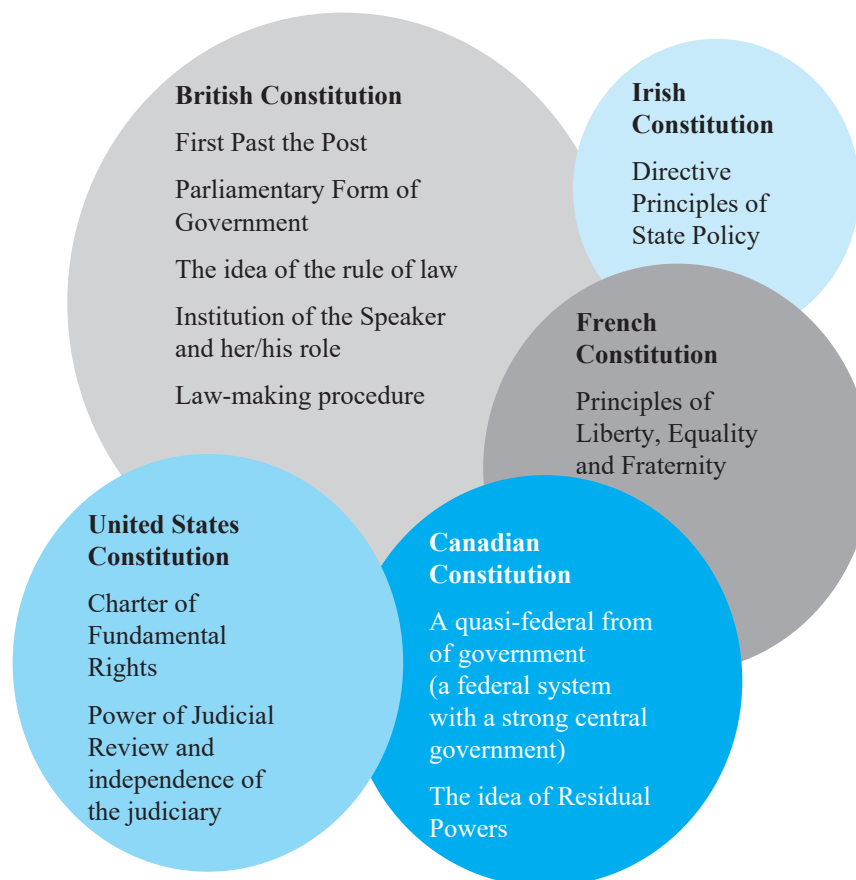 British Constitution
First Past the Post
Parliamentary Form of
Government
The idea of the rule of law
Institution of the Speaker
and her/his role
Law-making procedure
Irish
Constitution
Directive
Principles of
State Policy
French
Constitution
Principles of
Liberty, Equality
and Fraternity
United States
Constitution
Charter of
Fundamental
Rights
Power of Judicial
Review and
independence of
the judiciary
Canadian
Constitution
A quasi-federal from
of government
(a federal system
with a strong central
government)
The idea of Residual
Powers